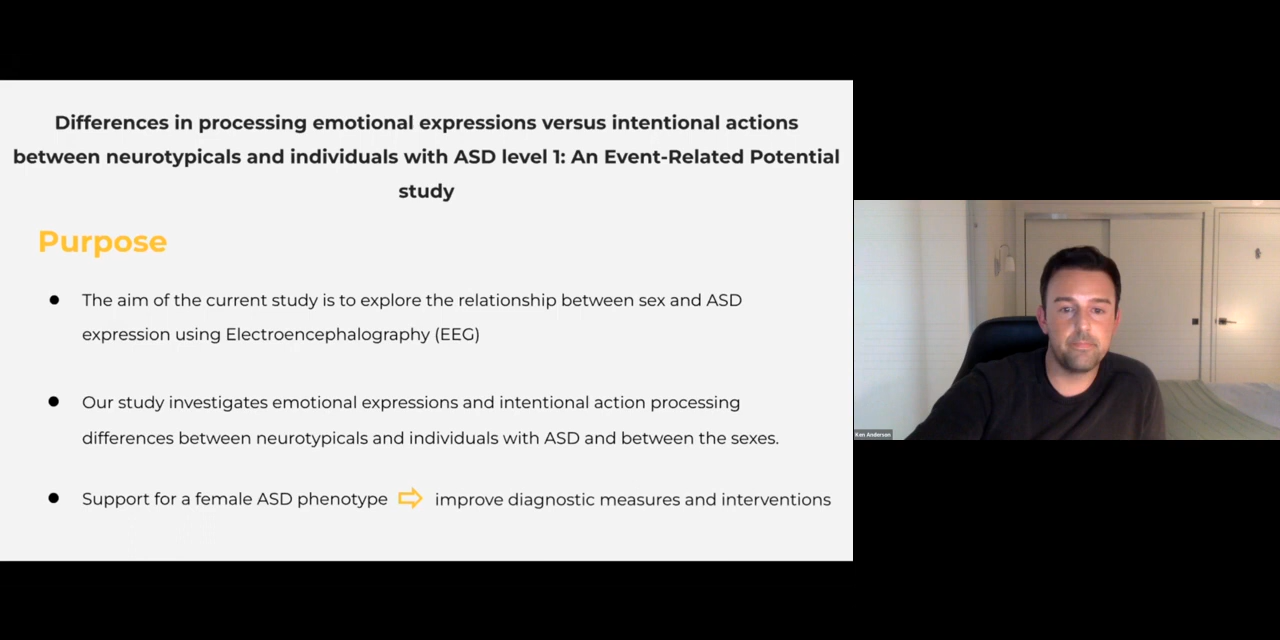 Differences in processing emotional expressions versus intentional actions
between neurotypicals and individuals with ASD level 1: An Event-Related Potential
study
Purpose
● The aim of the current study is to explore the relationship between sex and ASD
expression using Electroencephalography (EEG)
● Our study investigates emotional expressions and intentional action processing
differences between neurotypicals and individuals with ASD and between the sexes.
● Support for a female ASD phenotype ⇨ improve diagnostic measures and interventions
Ken Anderson